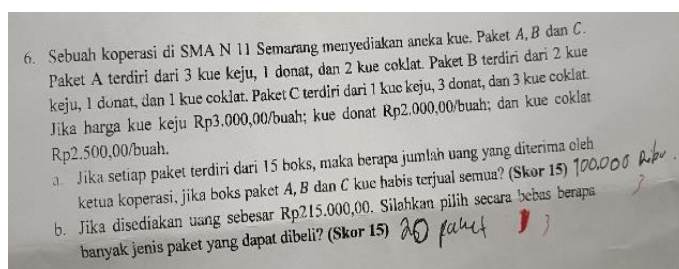 6. Sebuah koperasi di SMA N 11 Semarang menyediakan aneka kue. Paket A, B dan C.
Paket A terdiri dari 3 kue keju, 1 donat, dan 2 kue coklat. Paket B terdiri dari 2 kue
keju, 1 donat, dan 1 kue coklat. Paket C terdiri dari 1 kue keju, 3 donat, dan 3 kue coklat.
Jika harga kue keju Rp3.000,00/buah; kue donat Rp2.000,00/buah; dan kue coklat
Rp2.500,00/buah.
a. Jika setiap paket terdiri dari 15 boks, maka berapa jumlah uang yang diterima oleh
ketua koperasi, jika boks paket A, B dan C kue habis terjual semua? (Skor 15) 700.000 Ribu.
b. Jika disediakan uang sebesar Rp215.000,00. Silahkan pilih secara bebas berapa 3
banyak jenis paket yang dapat dibeli? (Skor 15) 20 paket 3